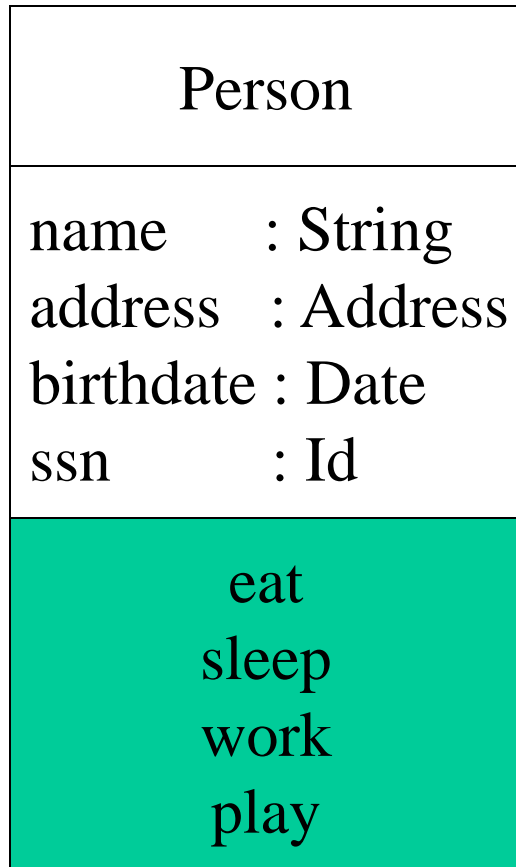 Person
name : String
address : Address
birthdate : Date
ssn : Id
eat
sleep
work
play